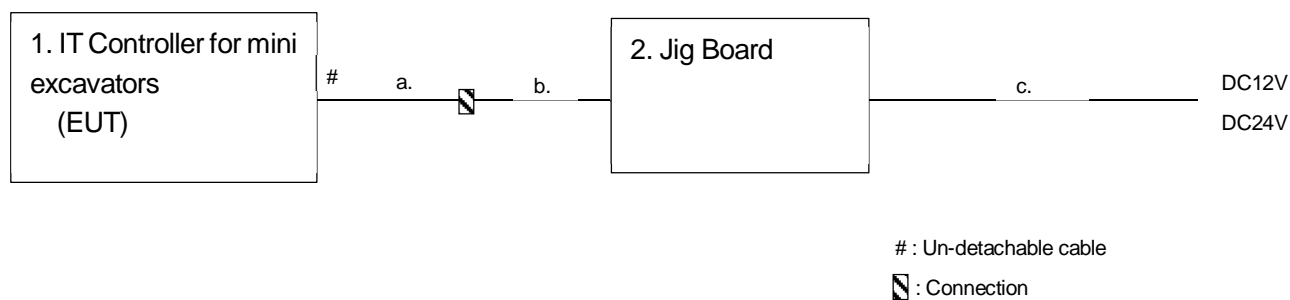 1. IT Controller for mini
excavators
(EUT)
#
a.
b.
2. Jig Board
c.
DC12V
DC24V
# : Un-detachable cable
: Connection